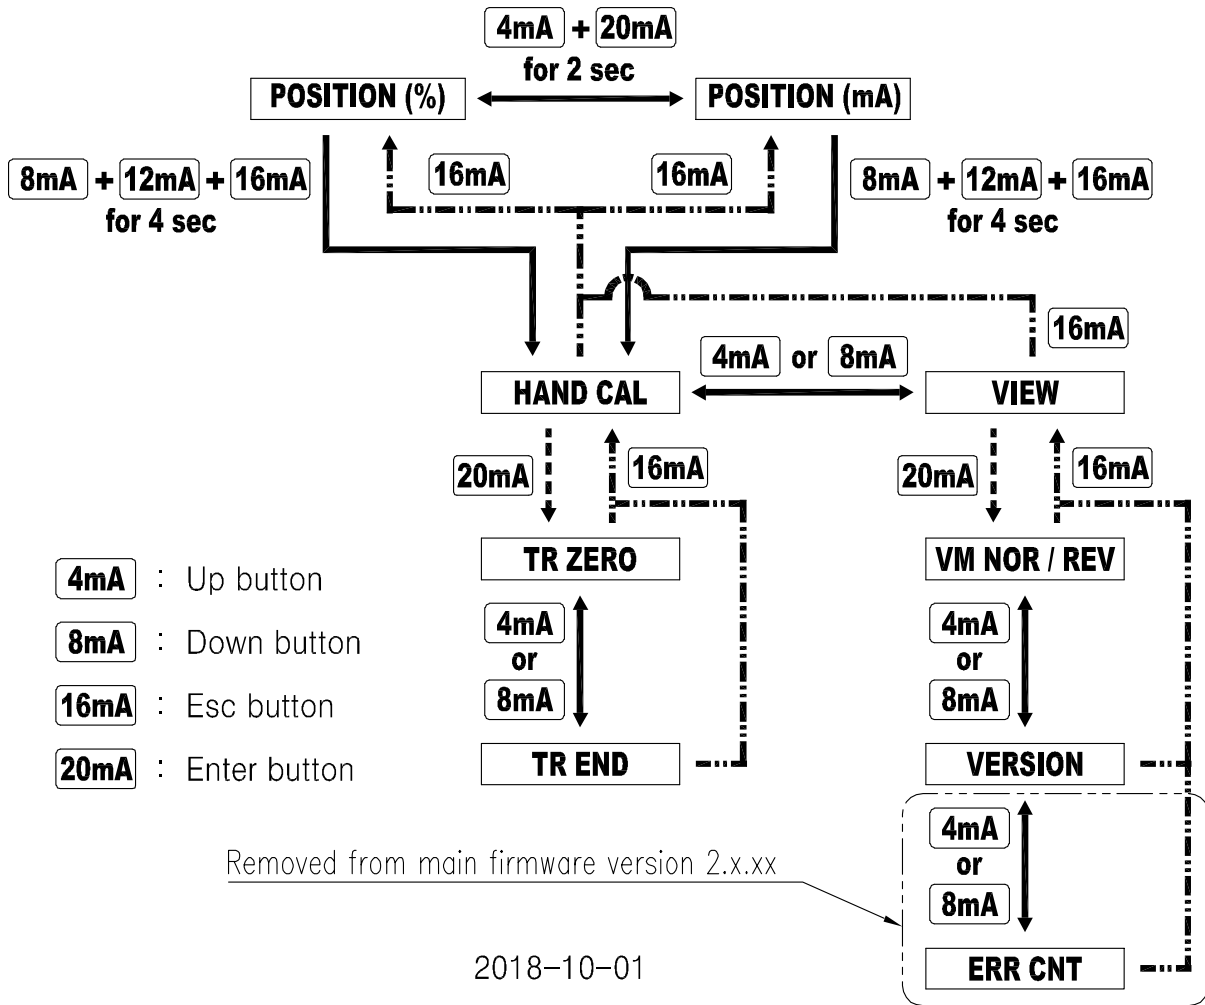 4mA + 20mA
for 2 sec
POSITION (%)
POSITION (mA)
8mA + 12mA + 16mA
for 4 sec
16mA
16mA
8mA + 12mA + 16mA
for 4 sec
16mA
4mA or 8mA
HAND CAL
VIEW
20mA
16mA
20mA
16mA
TR ZERO
VM NOR / REV
4mA : Up button
8mA : Down button
16mA : Esc button
20mA : Enter button
4mA
or
8mA
4mA
or
8mA
TR END
VERSION
4mA
or
8mA
Removed from main firmware version 2.x.xx
ERR CNT
2018-10-01